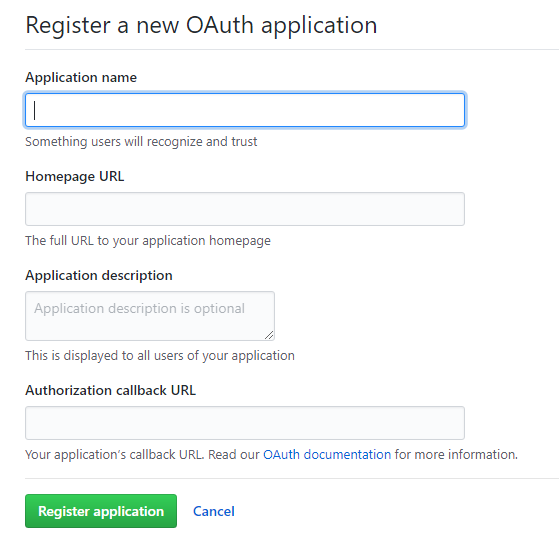 Register a new OAuth application
Application name
Something users will recognize and trust
Homepage URL
The full URL to your application homepage
Application description
Application description is optional
This is displayed to all users of your application
Authorization callback URL
Your application's callback URL. Read our OAuth documentation for more information.
Register application Cancel